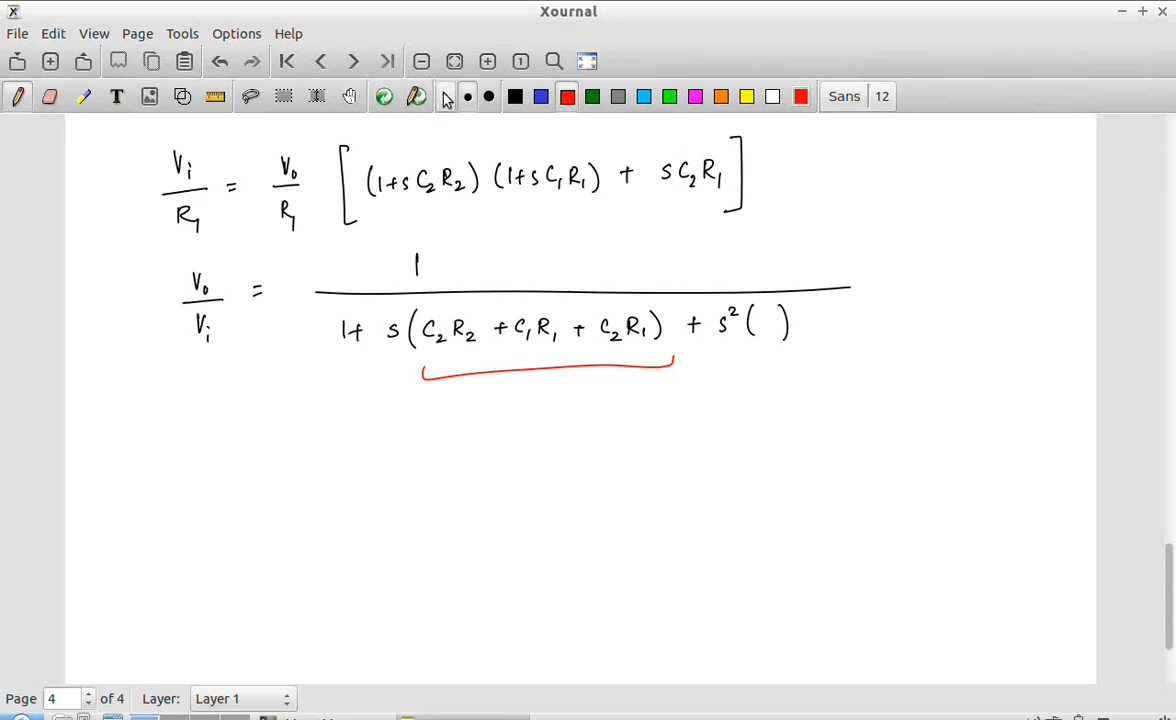 Xournal
File Edit View Page Tools Options Help
Sans 12
Vi/R1 = Vo/R1 [(1+sC2R2) (1+sC1R1) + sC2R1]
Vo/Vi = 1/(1+ s(C2R2 + C1R1 + C2R1) + s²( ))
Page 4 of 4 Layer: Layer 1